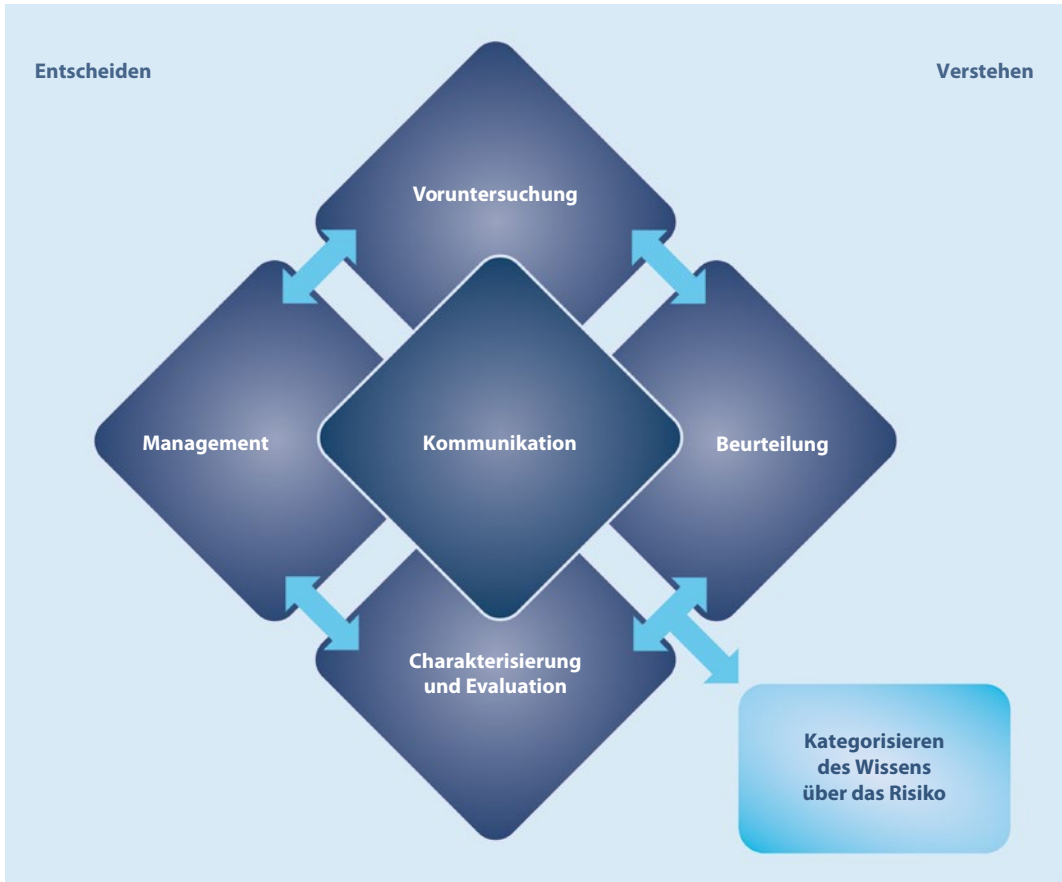 Entscheiden
Verstehen
Voruntersuchung
Management
Kommunikation
Beurteilung
Charakterisierung
und Evaluation
Kategorisieren
des Wissens
über das Risiko